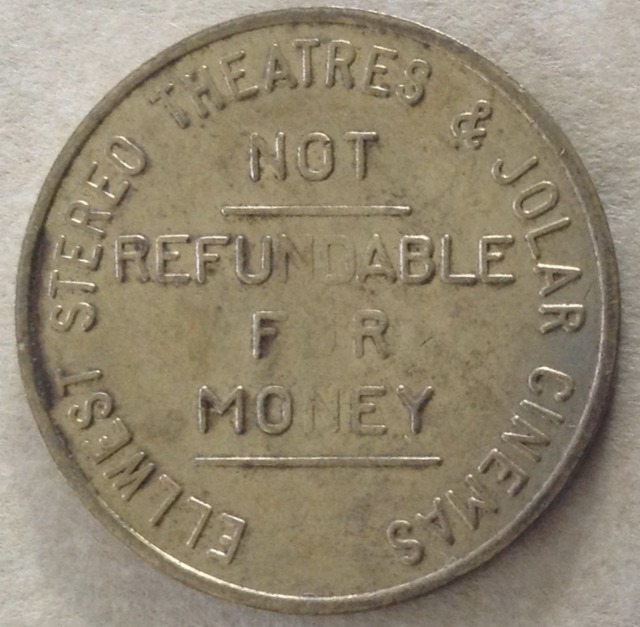 ELLWEST STEREO THEATRES & JOLAR CINEMAS
NOT
REFUNDABLE
FOR
MONEY